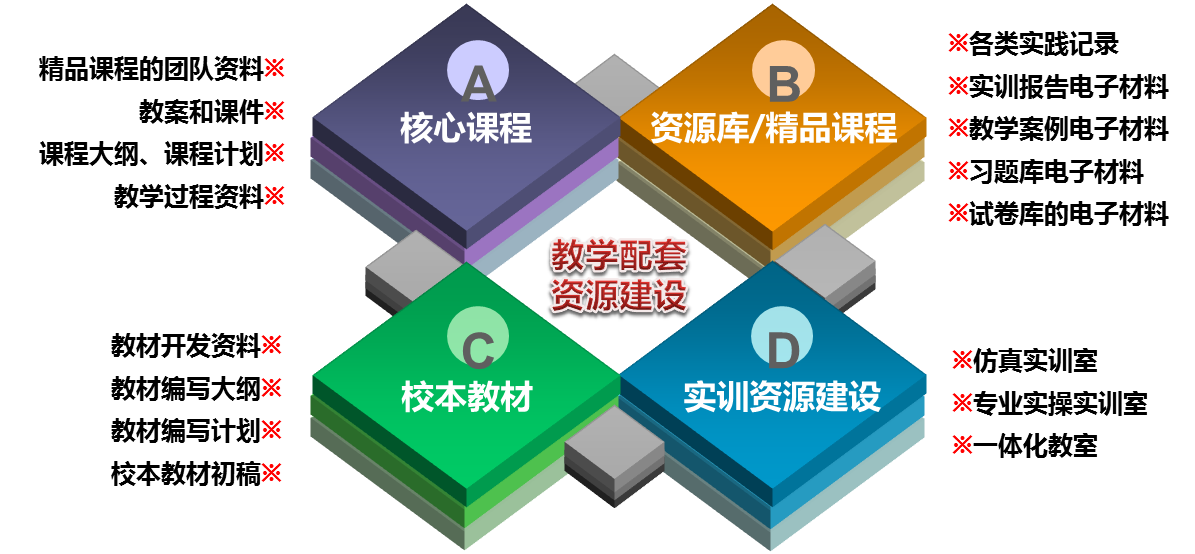 精品课程的团队资料※
教案和课件※
课程大纲、课程计划※
教学过程资料※
A
核心课程
B
资源库/精品课程
※各类实践记录
※实训报告电子材料
※教学案例电子材料
※习题库电子材料
※试卷库的电子材料
教学配套
资源建设
教材开发资料※
教材编写大纲※
教材编写计划※
校本教材初稿※
C
校本教材
D
实训资源建设
※仿真实训室
※专业实操实训室
※一体化教室